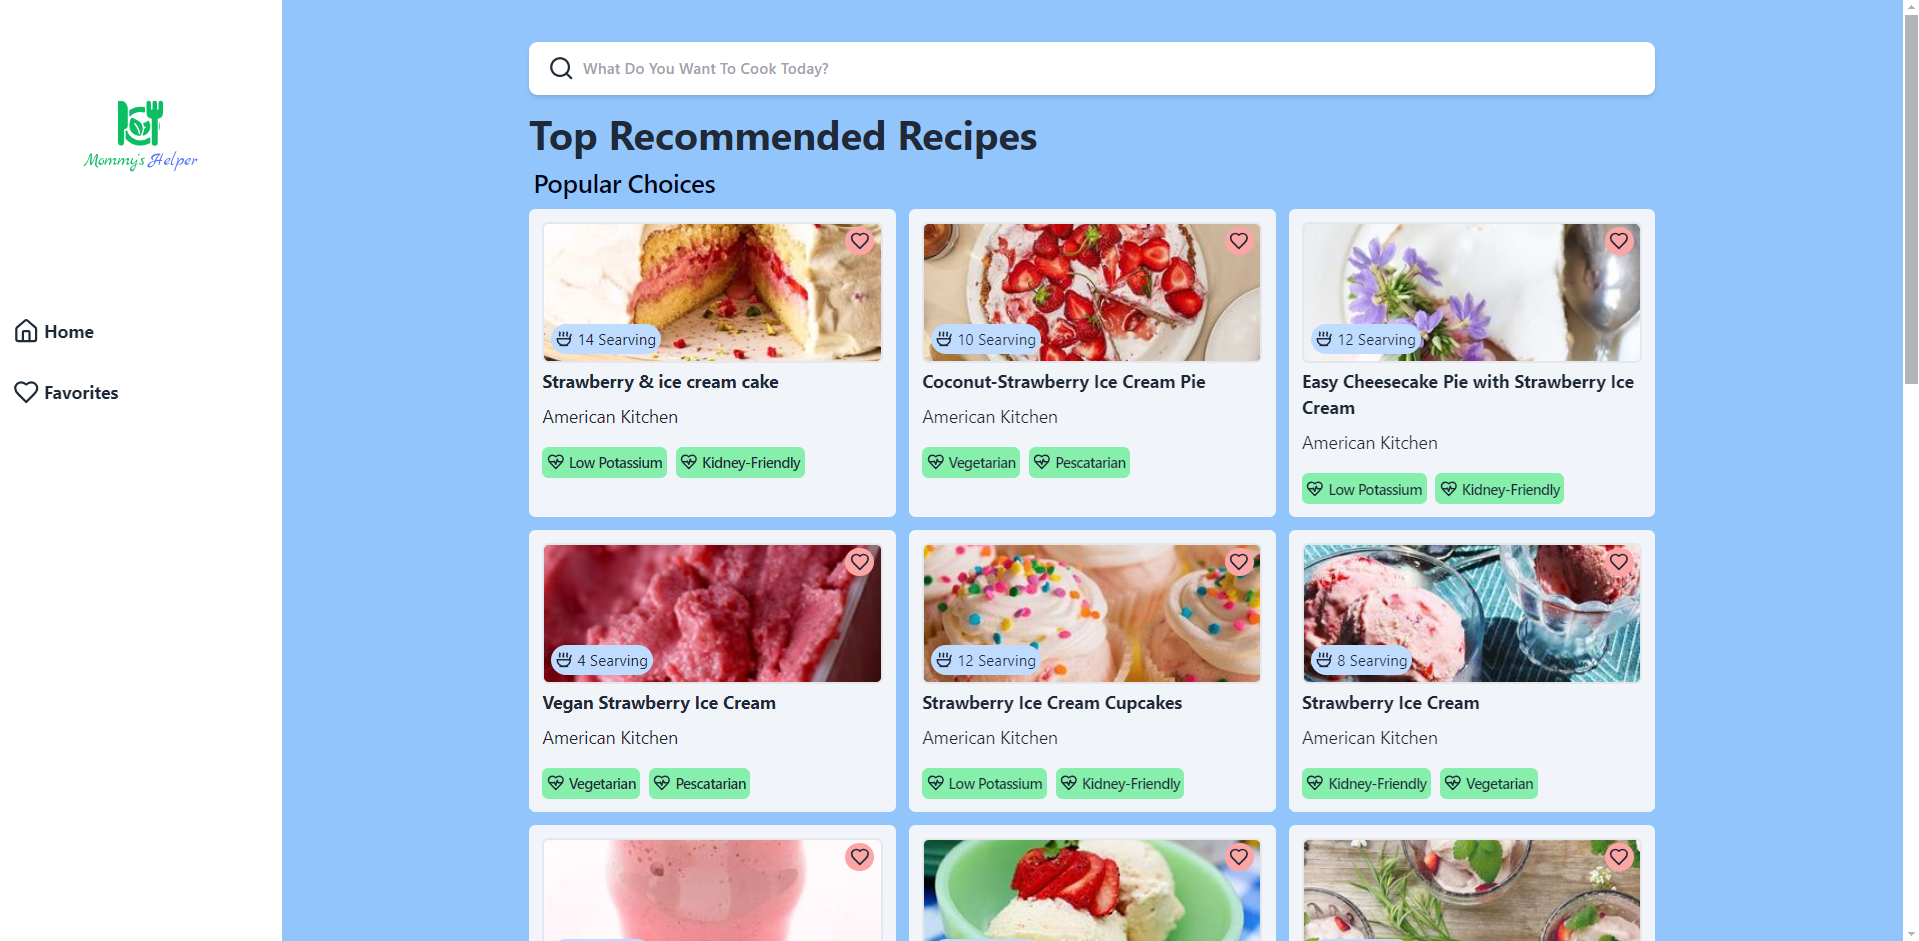 Mommy's Helper
Home
Favorites
What Do You Want To Cook Today?
Top Recommended Recipes
Popular Choices
14 Searving
Strawberry & ice cream cake
American Kitchen
Low Potassium Kidney-Friendly
10 Searving
Coconut-Strawberry Ice Cream Pie
American Kitchen
Vegetarian Pescatarian
12 Searving
Easy Cheesecake Pie with Strawberry Ice
Cream
American Kitchen
Low Potassium Kidney-Friendly
4 Searving
Vegan Strawberry Ice Cream
American Kitchen
Vegetarian Pescatarian
12 Searving
Strawberry Ice Cream Cupcakes
American Kitchen
Low Potassium Kidney-Friendly
8 Searving
Strawberry Ice Cream
American Kitchen
Kidney-Friendly Vegetarian